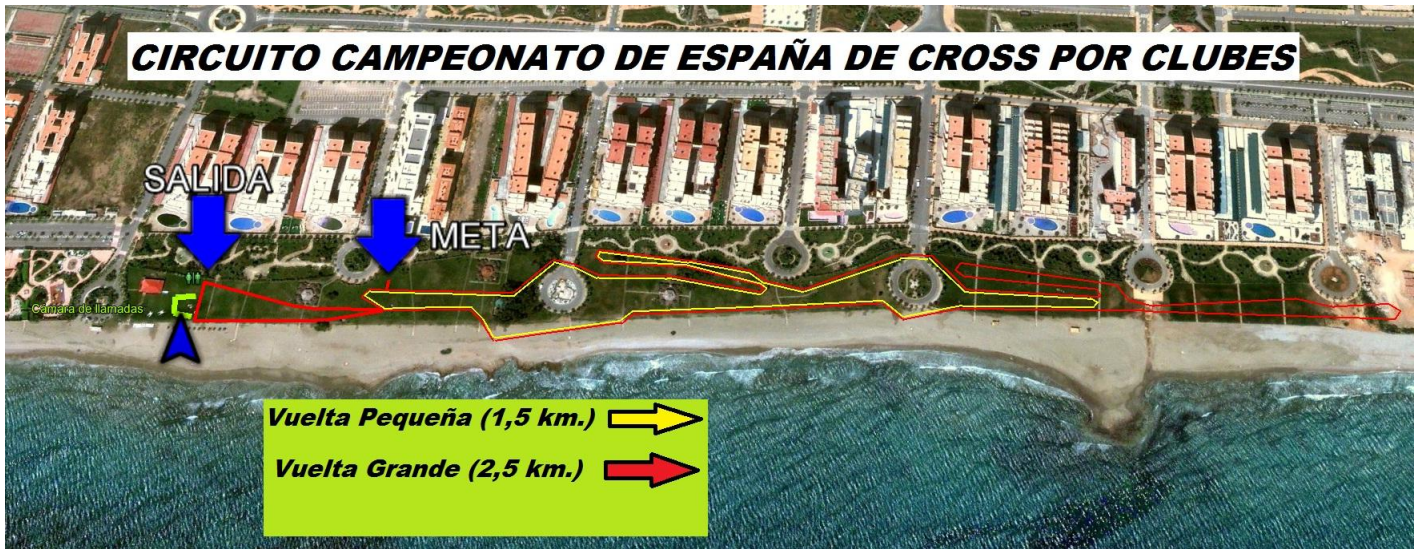 CIRCUITO CAMPEONATO DE ESPAÑA DE CROSS POR CLUBES
SALIDA
META
Cámara de llamadas
Vuelta Pequeña (1,5 km.)
Vuelta Grande (2,5 km.)